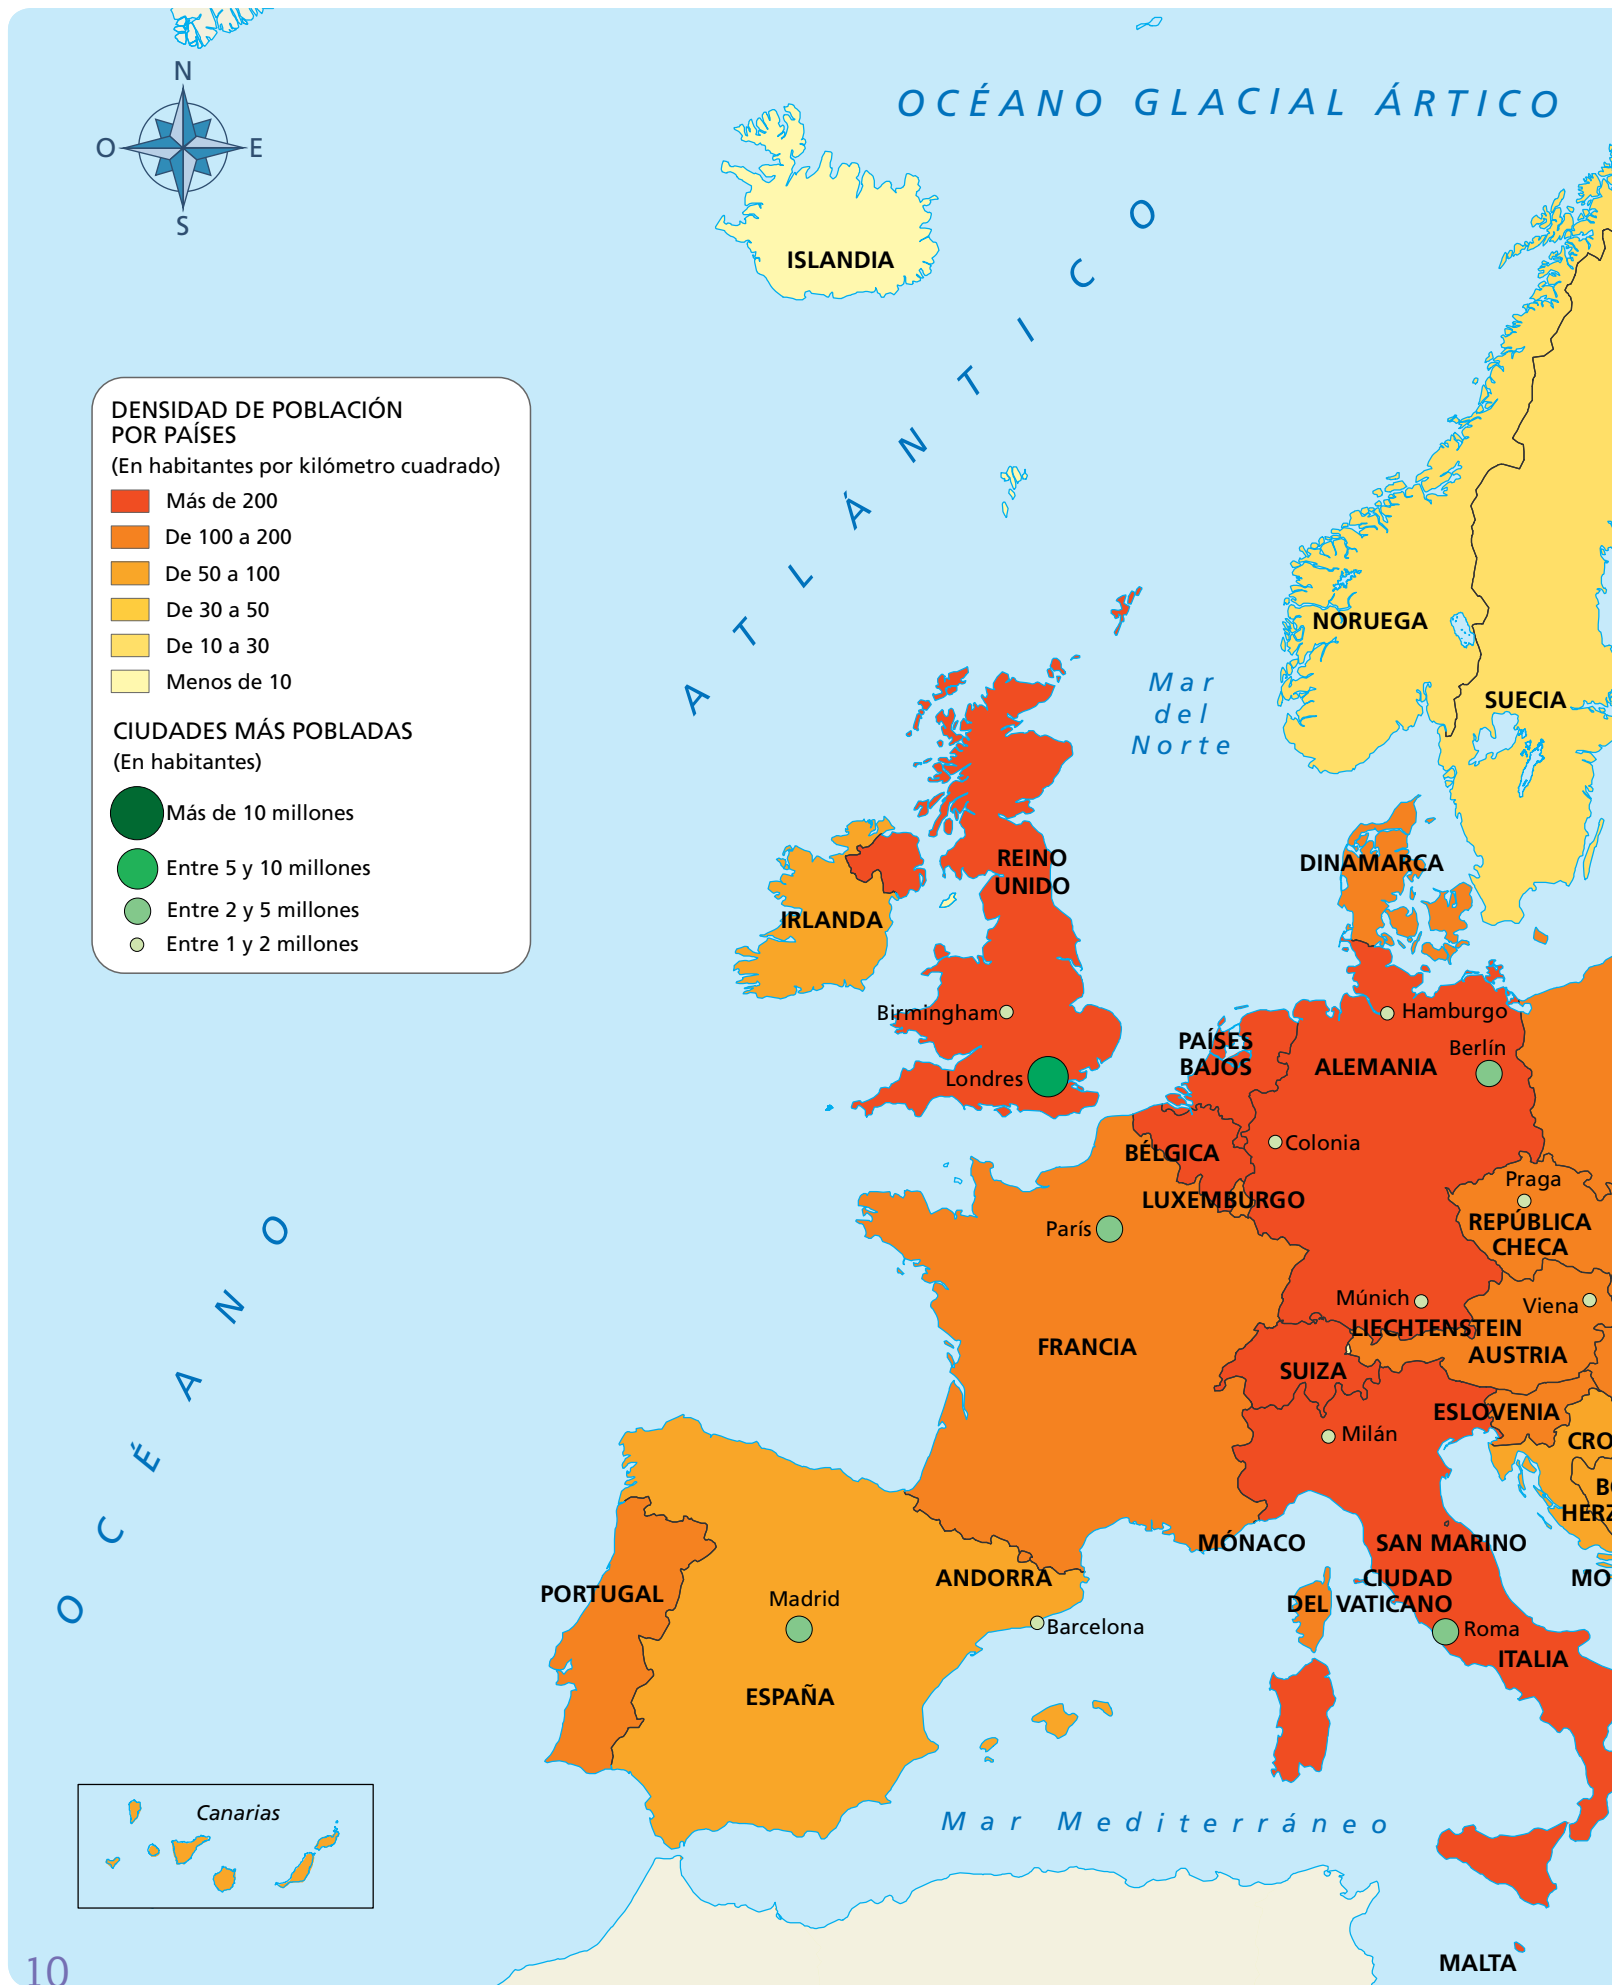 OCÉANO GLACIAL ÁRTICO
N
O
E
S
ISLANDIA
OCÉANO ATLÁNTICO
DENSIDAD DE POBLACIÓN
POR PAÍSES
(En habitantes por kilómetro cuadrado)
Más de 200
De 100 a 200
De 50 a 100
De 30 a 50
De 10 a 30
Menos de 10
CIUDADES MÁS POBLADAS
(En habitantes)
Más de 10 millones
Entre 5 y 10 millones
Entre 2 y 5 millones
Entre 1 y 2 millones
NORUEGA
SUECIA
Mar
del
Norte
REINO
UNIDO
DINAMARCA
IRLANDA
Birmingham
Londres
PAÍSES
BAJOS
Hamburgo
Berlín
ALEMANIA
Colonia
BÉLGICA
LUXEMBURGO
Praga
REPÚBLICA
CHECA
París
Múnich
Viena
LIECHTENSTEIN
AUSTRIA
FRANCIA
SUIZA
ESLOVENIA
Milán
CRO
BO
HERZ
MÓNACO
SAN MARINO
ANDORRA
CIUDAD
DEL VATICANO
MO
PORTUGAL
Madrid
Barcelona
Roma
ITALIA
ESPAÑA
Canarias
Mar Mediterráneo
MALTA
10